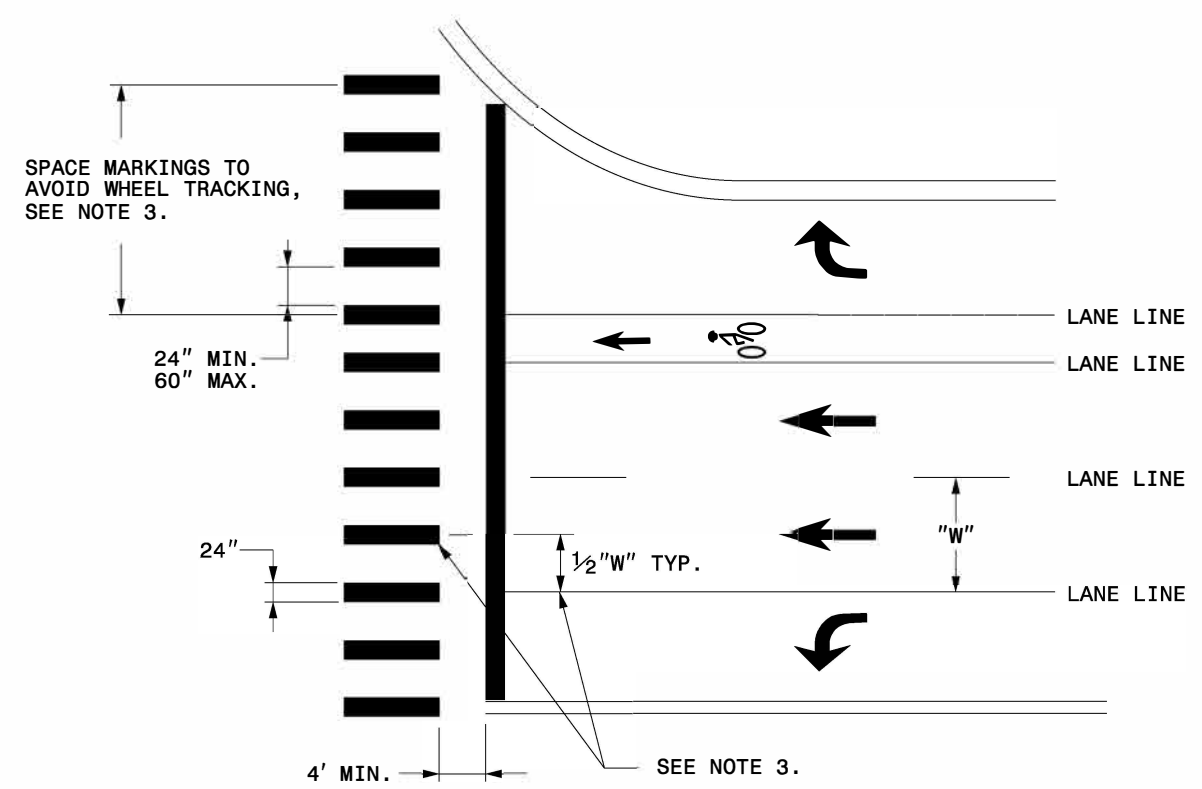 SPACE MARKINGS TO
AVOID WHEEL TRACKING,
SEE NOTE 3.
24" MIN.
60" MAX.
24"
4' MIN.
½"W" TYP.
"W"
LANE LINE
LANE LINE
LANE LINE
LANE LINE
SEE NOTE 3.